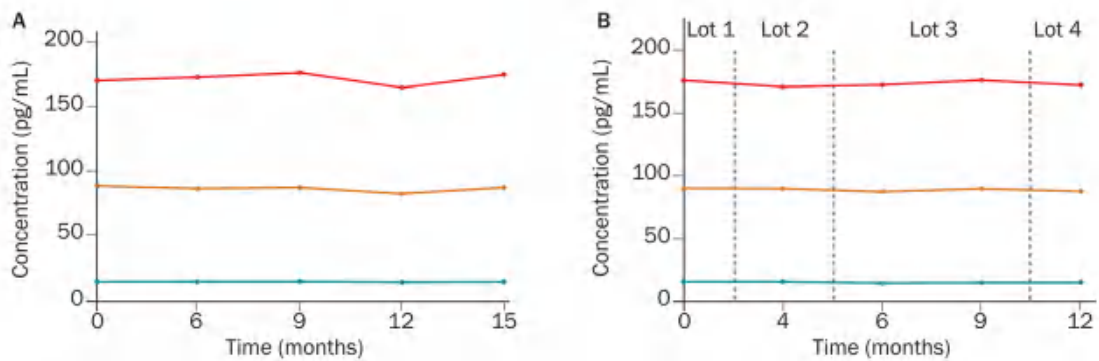 A
200
150
100
50
0
Concentration (pg/mL)
0 6 9 12 15
Time (months)
B
Lot 1 Lot 2 Lot 3 Lot 4
200
150
100
50
0
Concentration (pg/mL)
0 4 6 9 12
Time (months)